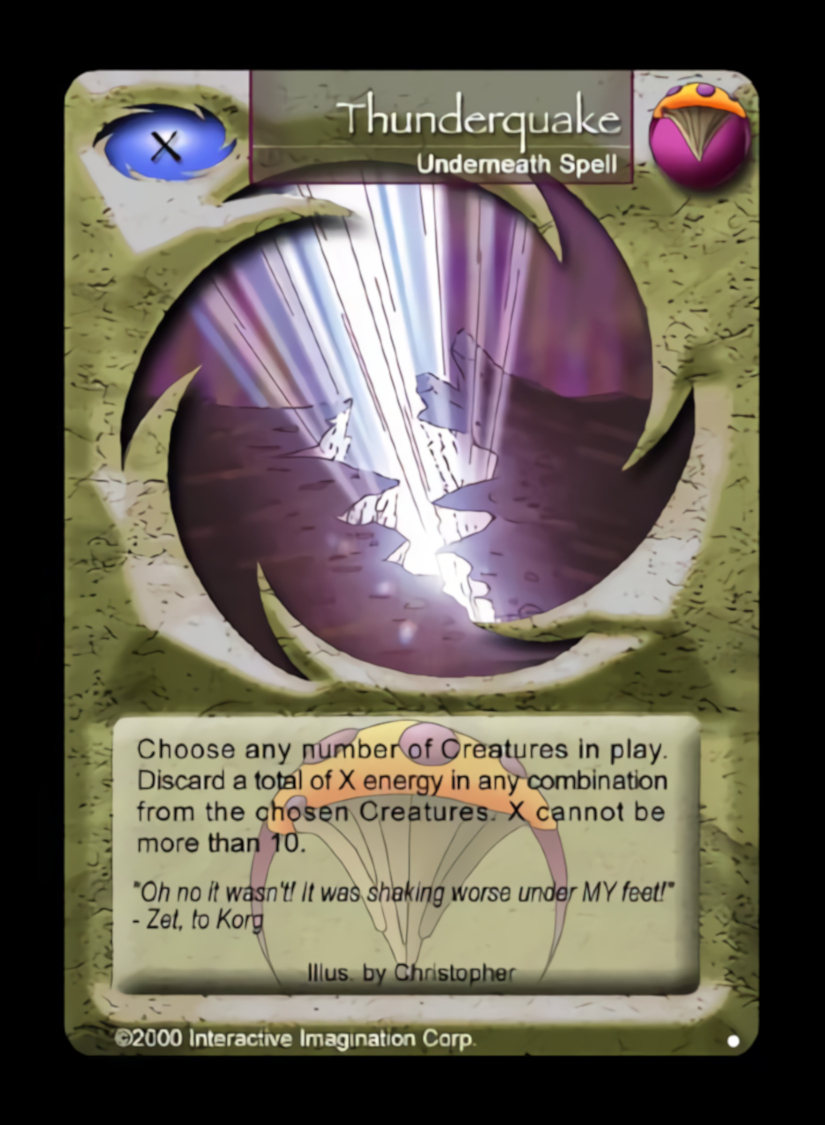 X
Thunderquake
Underneath Spell
Choose any number of Creatures in play.
Discard a total of X energy in any combination
from the chosen Creatures. X cannot be
more than 10.
"Oh no it wasn't! It was shaking worse under MY feet!"
- Zet, to Korg
Illus. by Christopher
©2000 Interactive Imagination Corp.